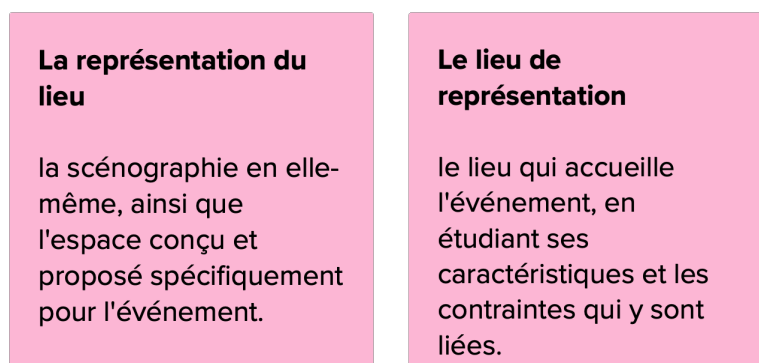 La représentation du
lieu
la scénographie en elle-
même, ainsi que
l'espace conçu et
proposé spécifiquement
pour l'événement.
Le lieu de
représentation
le lieu qui accueille
l'événement, en
étudiant ses
caractéristiques et les
contraintes qui y sont
liées.